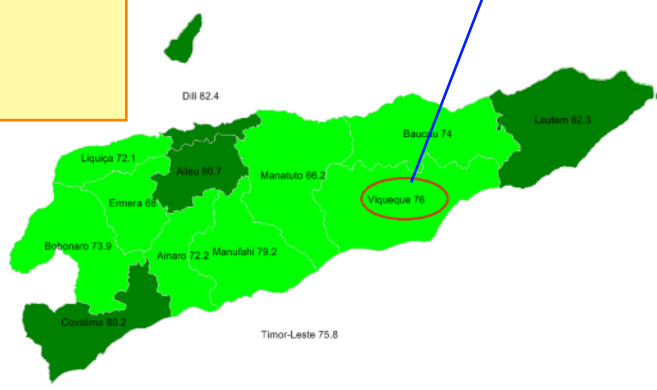 Dili 82.4
Lautem 82.3
Baucau 74
Liquiça 72.1
Aileu 80.7
Manatuto 66.2
Ermera 68
Viqueque 76
Bobonaro 73.9
Ainaro 72.2
Manufahi 79.2
Covalima 80.2
Timor-Leste 75.8